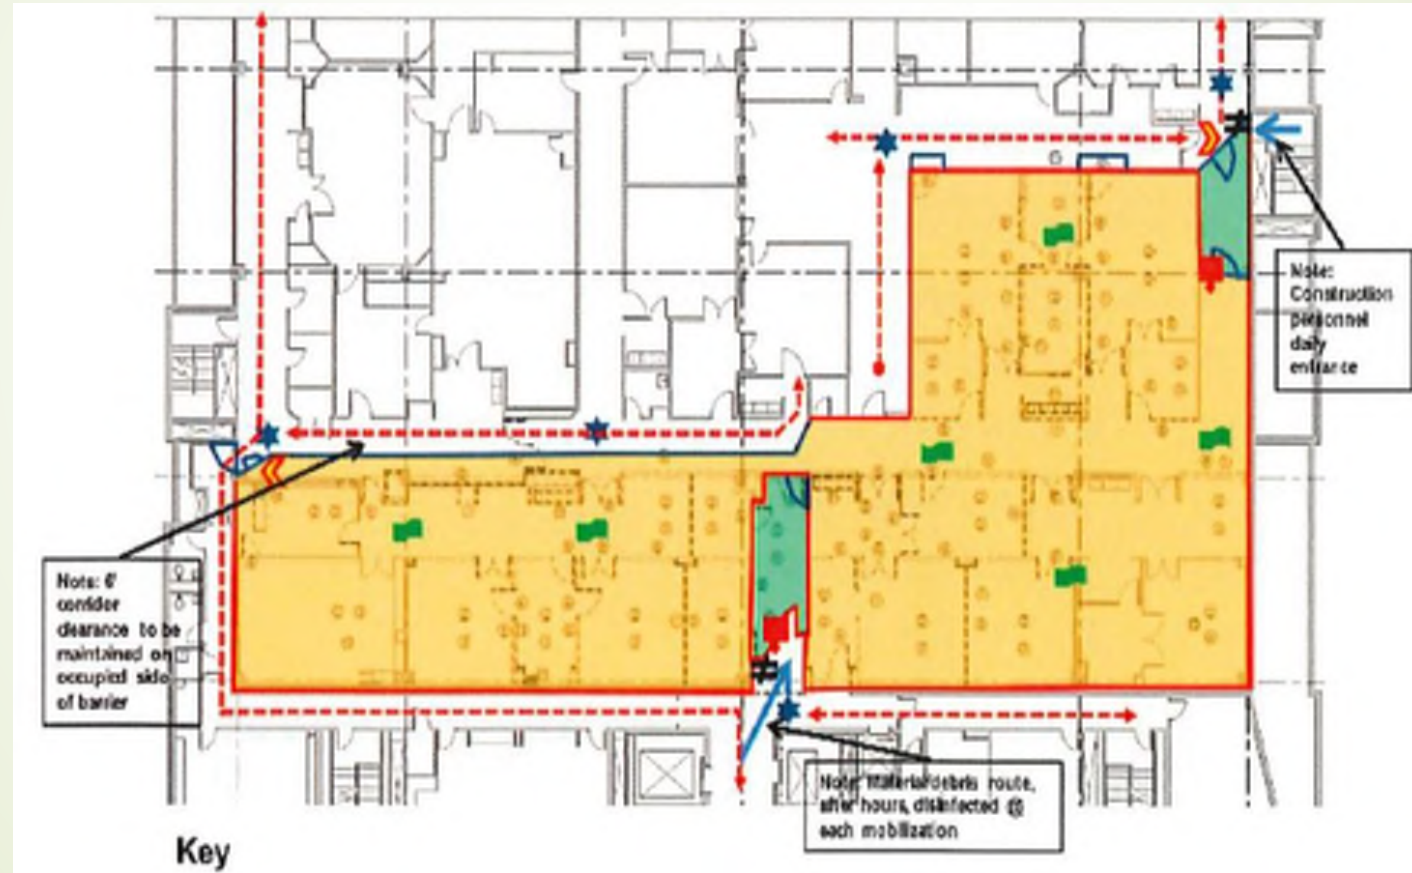 Note:
Construction
personnel
daily
entrance
Note: 6'
corridor
clearance to be
maintained on
occupied side
of barrier
Note: Material/debris route,
after hours, disinfected @
each mobilization
Key